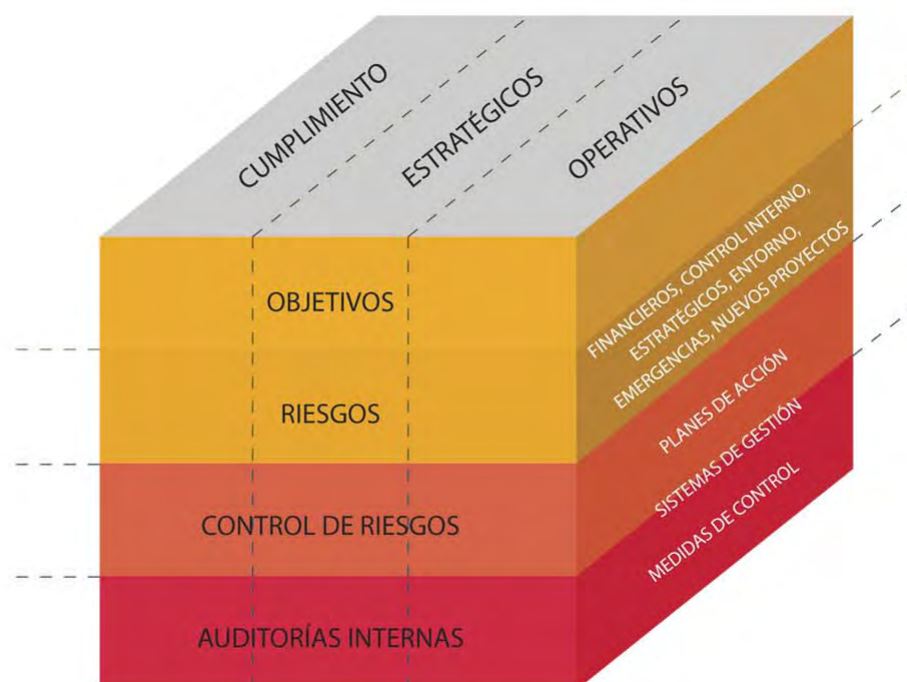 CUMPLIMIENTO
ESTRATÉGICOS
OPERATIVOS
OBJETIVOS
RIESGOS
CONTROL DE RIESGOS
AUDITORÍAS INTERNAS
FINANCIEROS, CONTROL INTERNO,
ESTRATÉGICOS, ENTORNO,
EMERGENCIAS, NUEVOS PROYECTOS
PLANES DE ACCIÓN
SISTEMAS DE GESTIÓN
MEDIDAS DE CONTROL